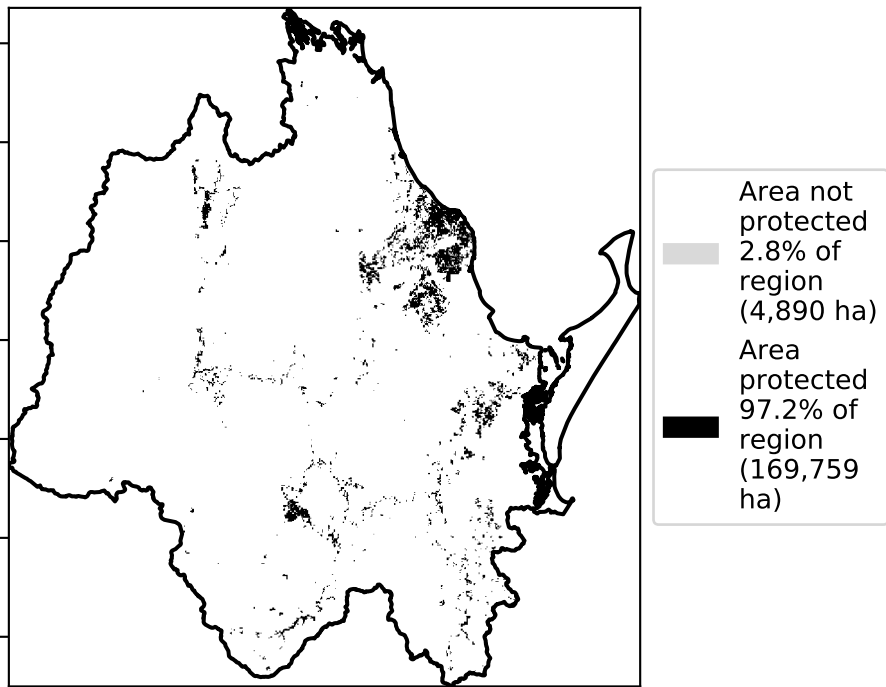 Area not
protected
2.8% of
region
(4,890 ha)
Area
protected
97.2% of
region
(169,759
ha)